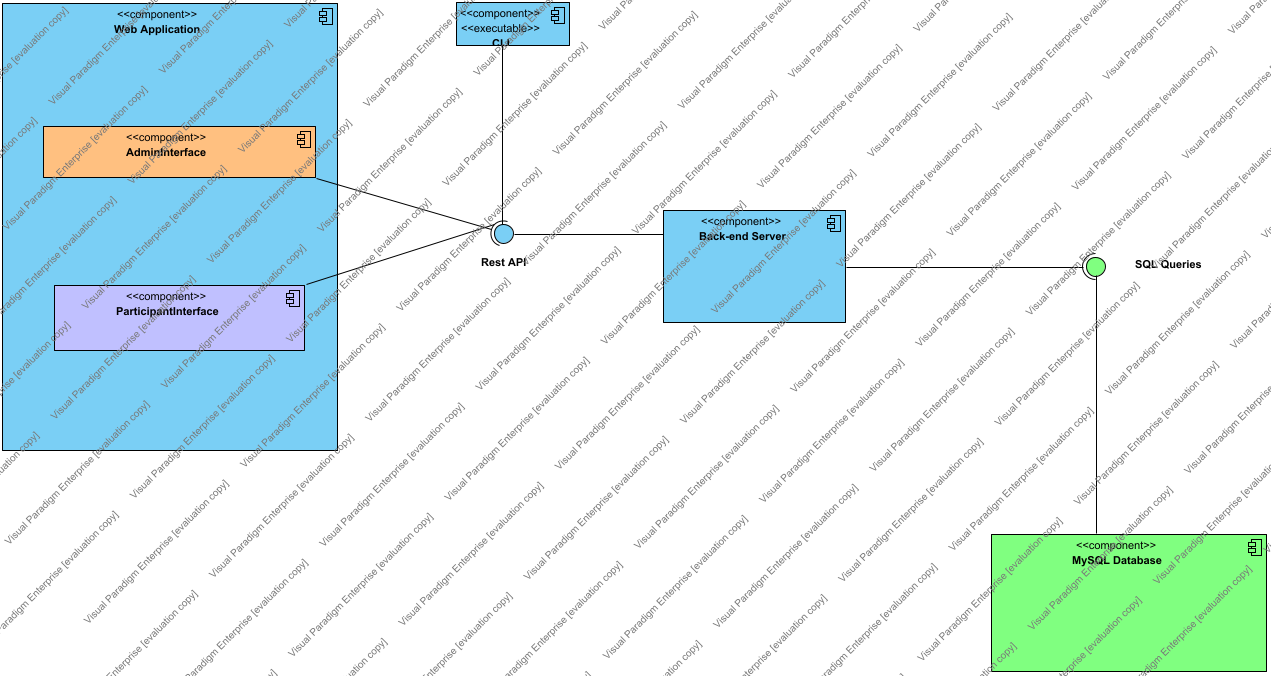 <<component>>
Web Application
<<component>>
<<executable>>
CLI
<<component>>
AdminInterface
<<component>>
ParticipantInterface
Rest API
<<component>>
Back-end Server
SQL Queries
<<component>>
MySQL Database
Visual Paradigm Enterprise [evaluation copy]